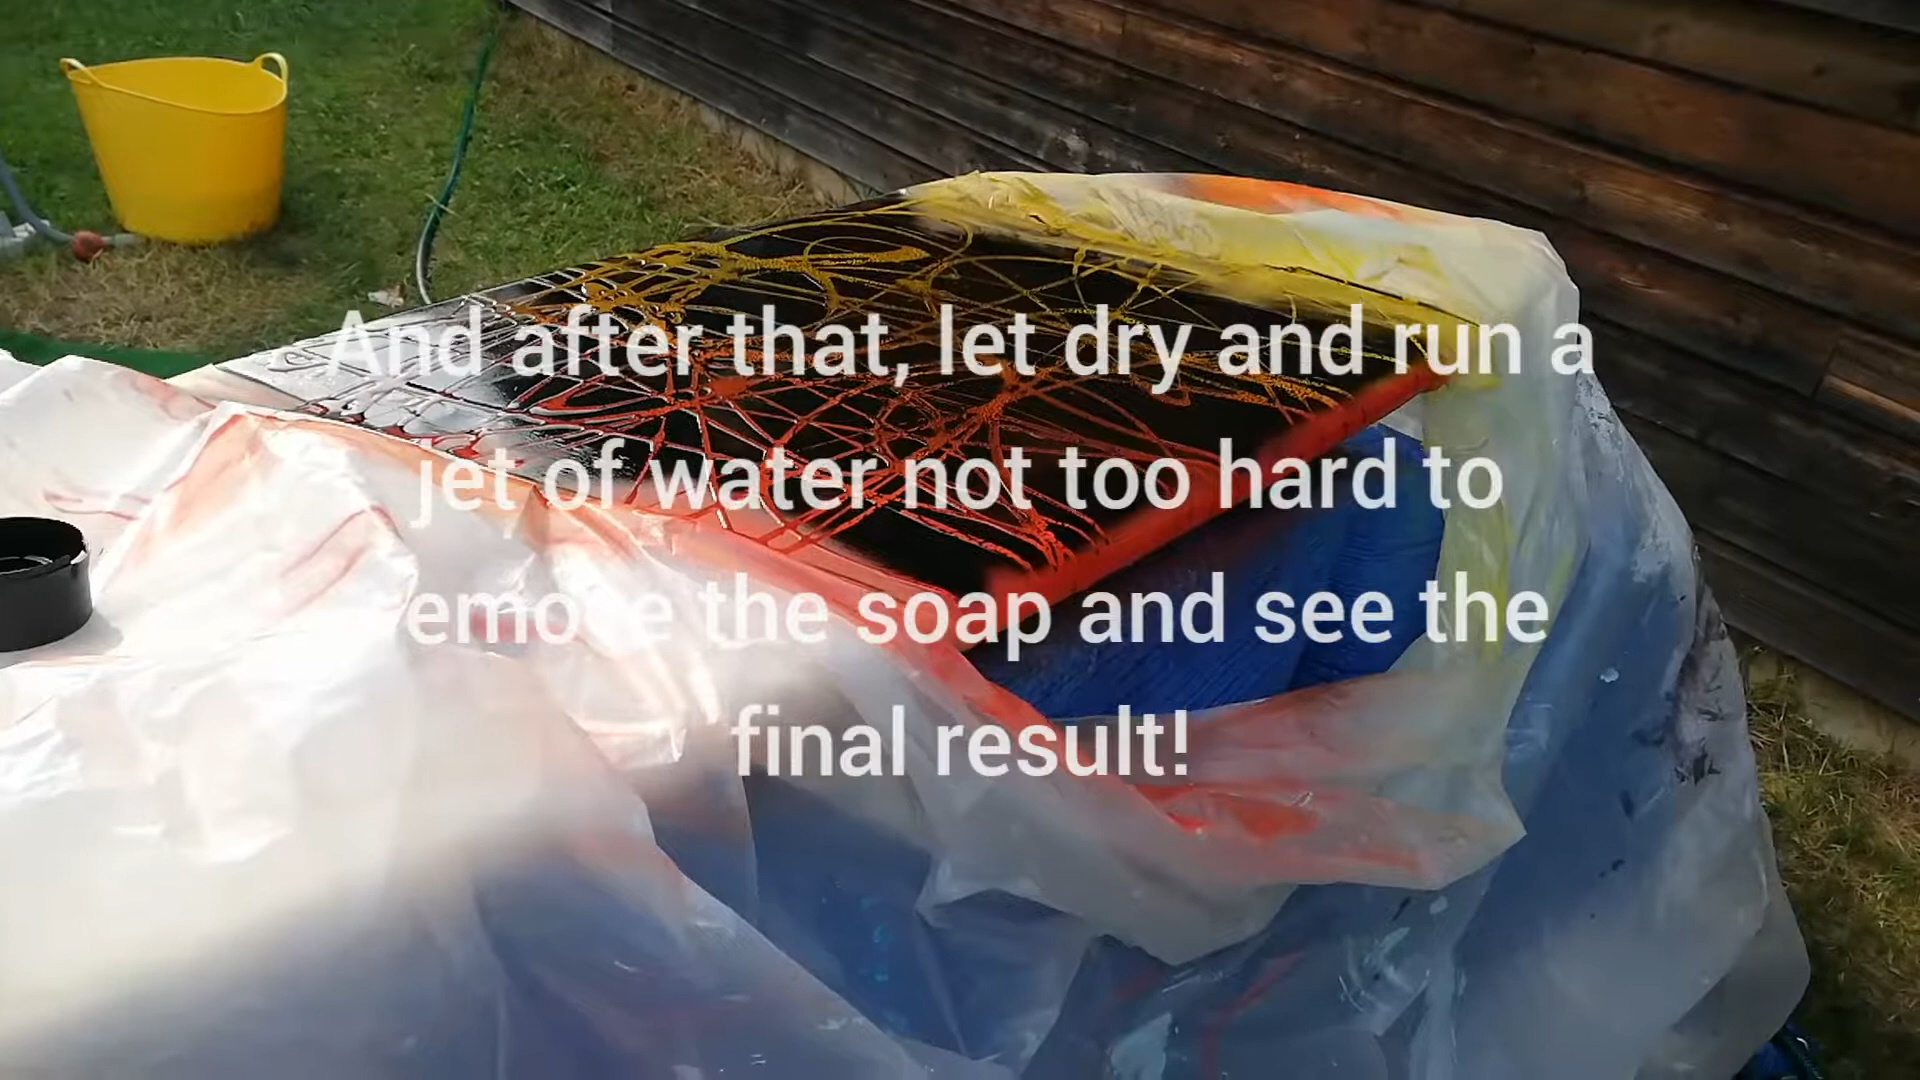 And after that, let dry and run a
jet of water not too hard to
remove the soap and see the
final result!